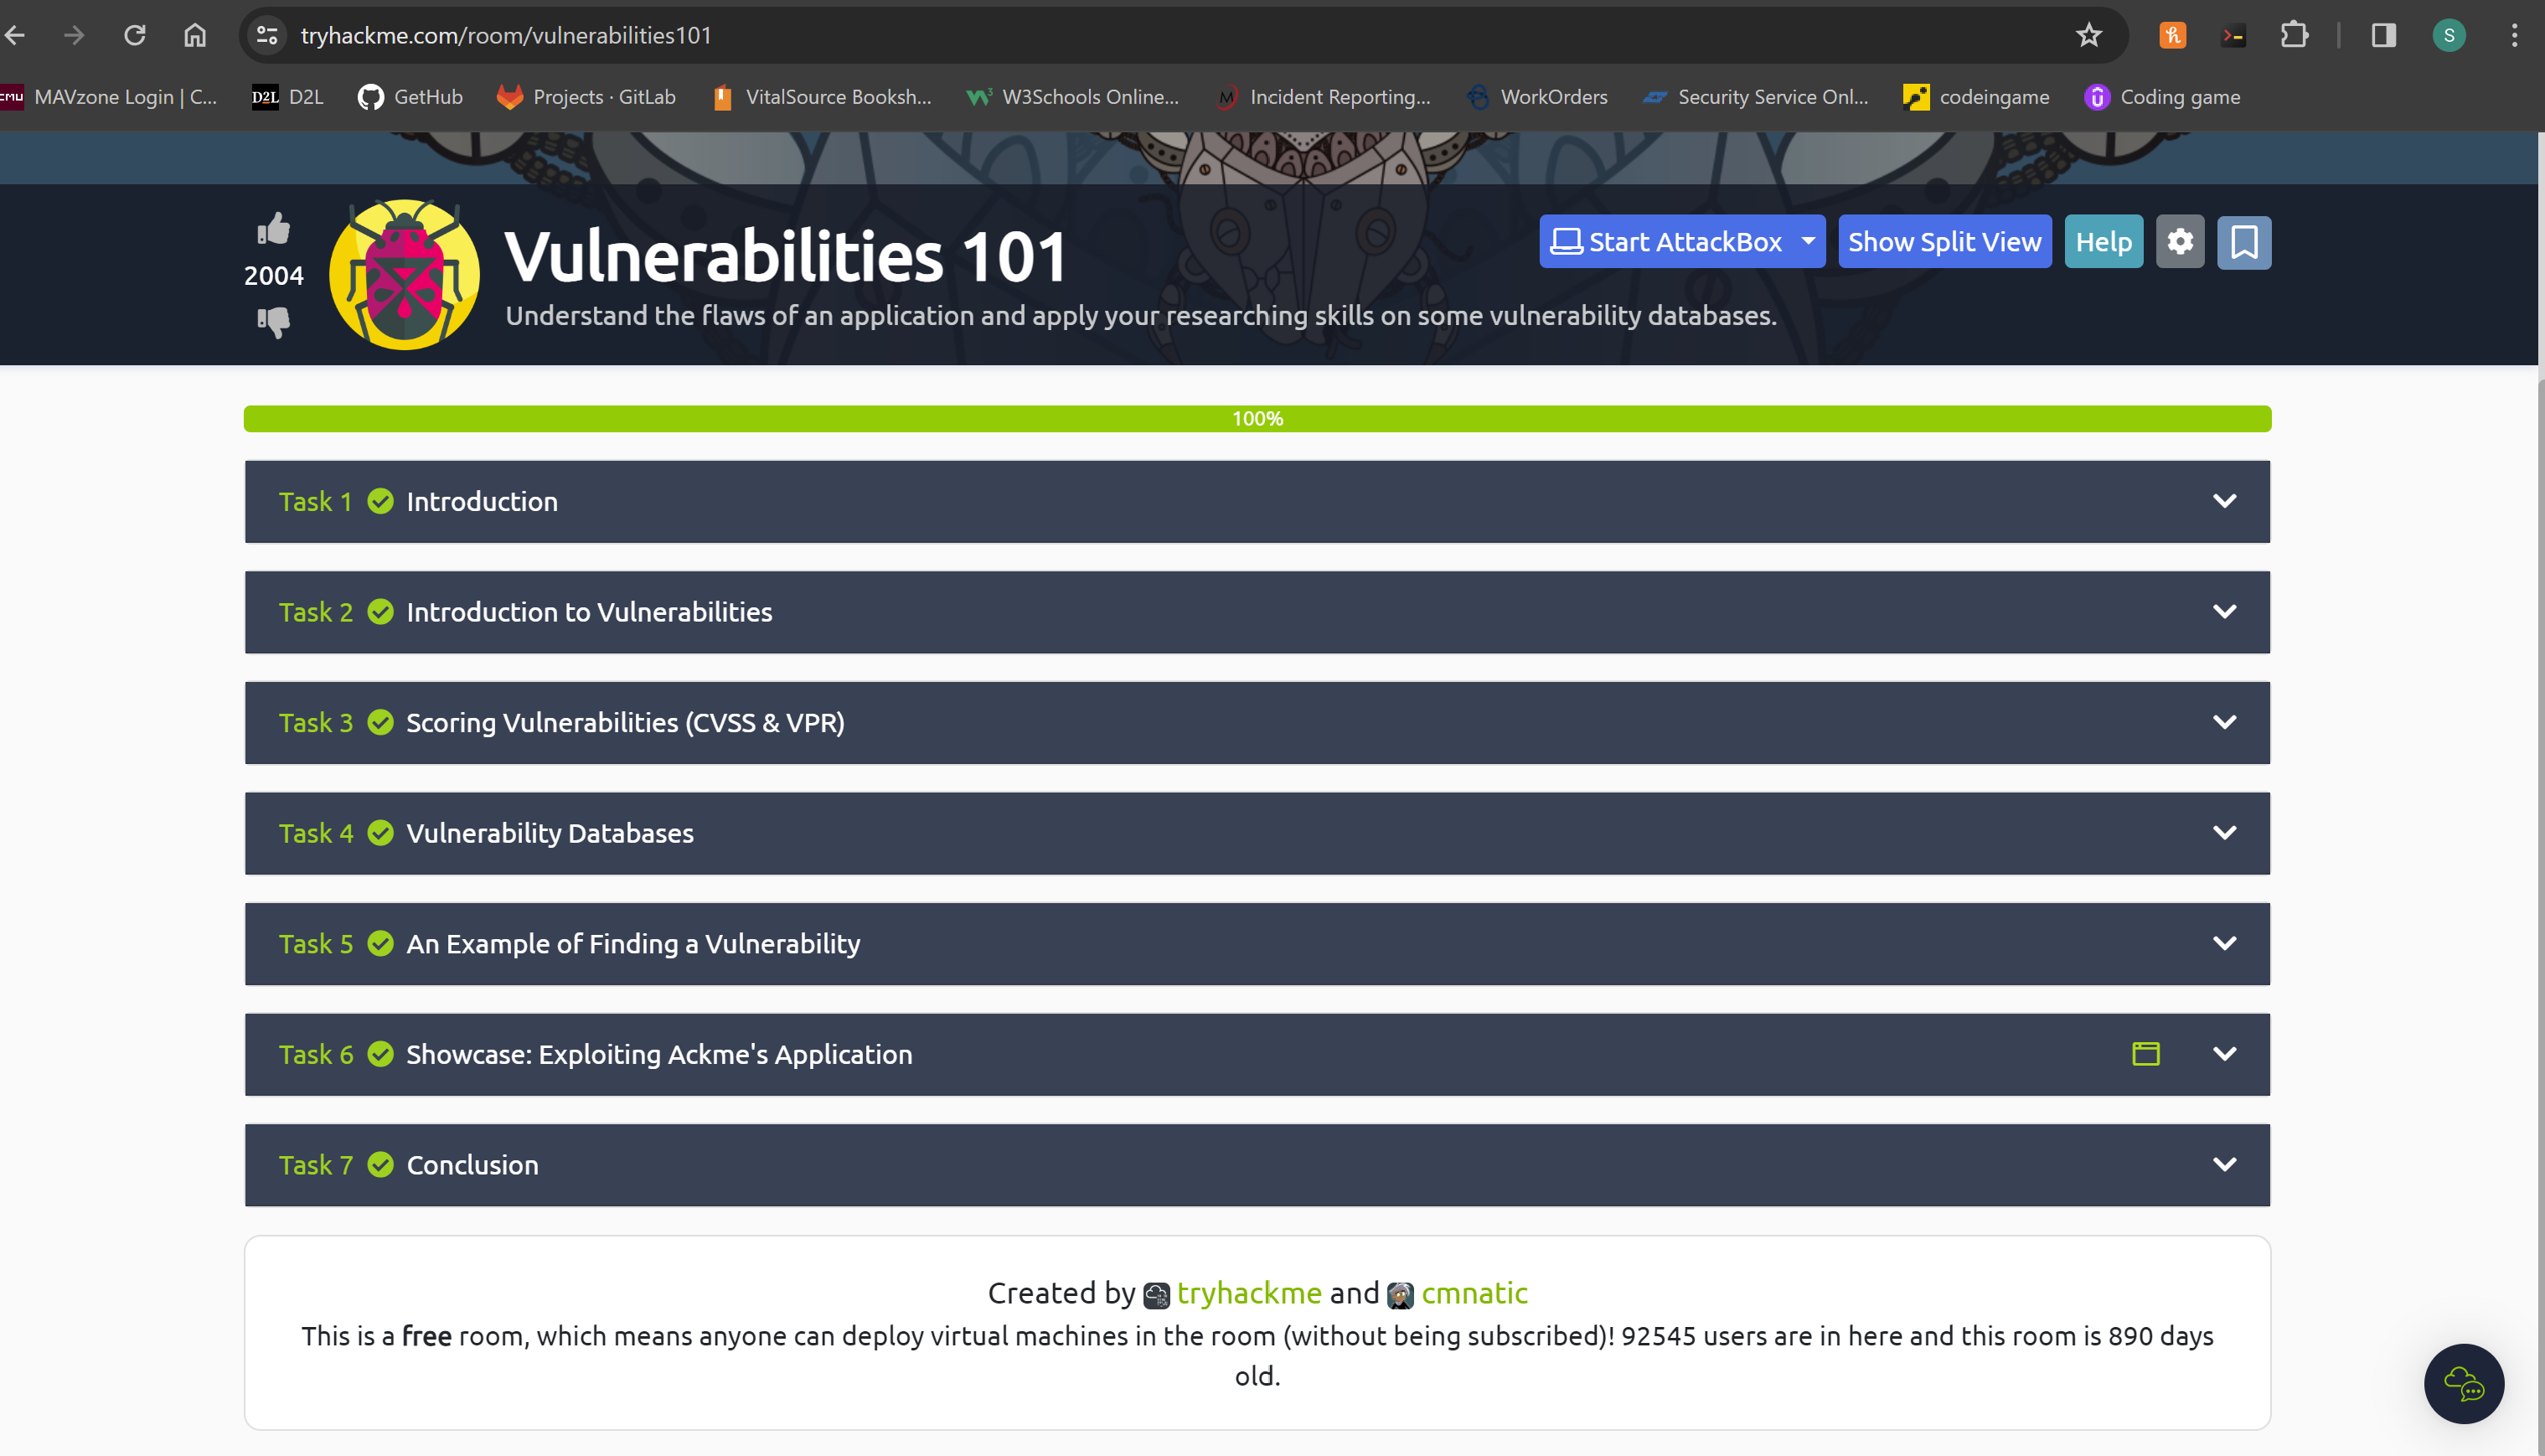 tryhackme.com/room/vulnerabilities101
S
CMU MAVzone Login | C... D2L D2L GetHub Projects · GitLab VitalSource Booksh... W3Schools Online... M Incident Reporting... WorkOrders Security Service Onl... codeingame Coding game
2004
Vulnerabilities 101
Understand the flaws of an application and apply your researching skills on some vulnerability databases.
Start AttackBox Show Split View Help
100%
Task 1 Introduction
Task 2 Introduction to Vulnerabilities
Task 3 Scoring Vulnerabilities (CVSS & VPR)
Task 4 Vulnerability Databases
Task 5 An Example of Finding a Vulnerability
Task 6 Showcase: Exploiting Ackme's Application
Task 7 Conclusion
Created by tryhackme and cmnatic
This is a free room, which means anyone can deploy virtual machines in the room (without being subscribed)! 92545 users are in here and this room is 890 days
old.